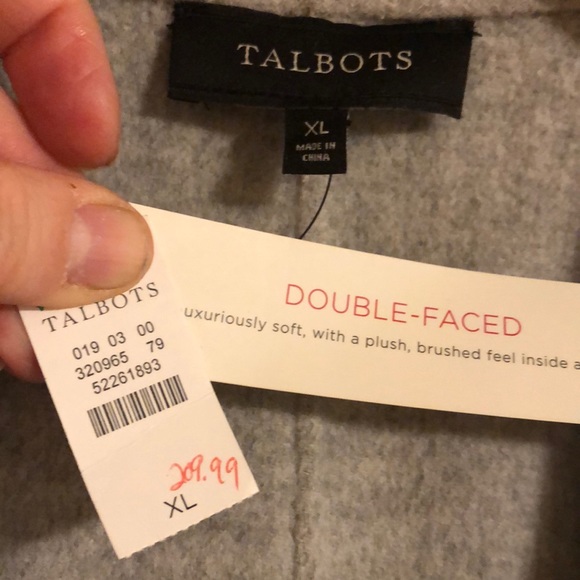 TALBOTS
XL
MADE IN
CHINA
DOUBLE-FACED
uxuriously soft, with a plush, brushed feel inside a
TALBOTS
019 03 00
320965 79
52261893
209.99
XL